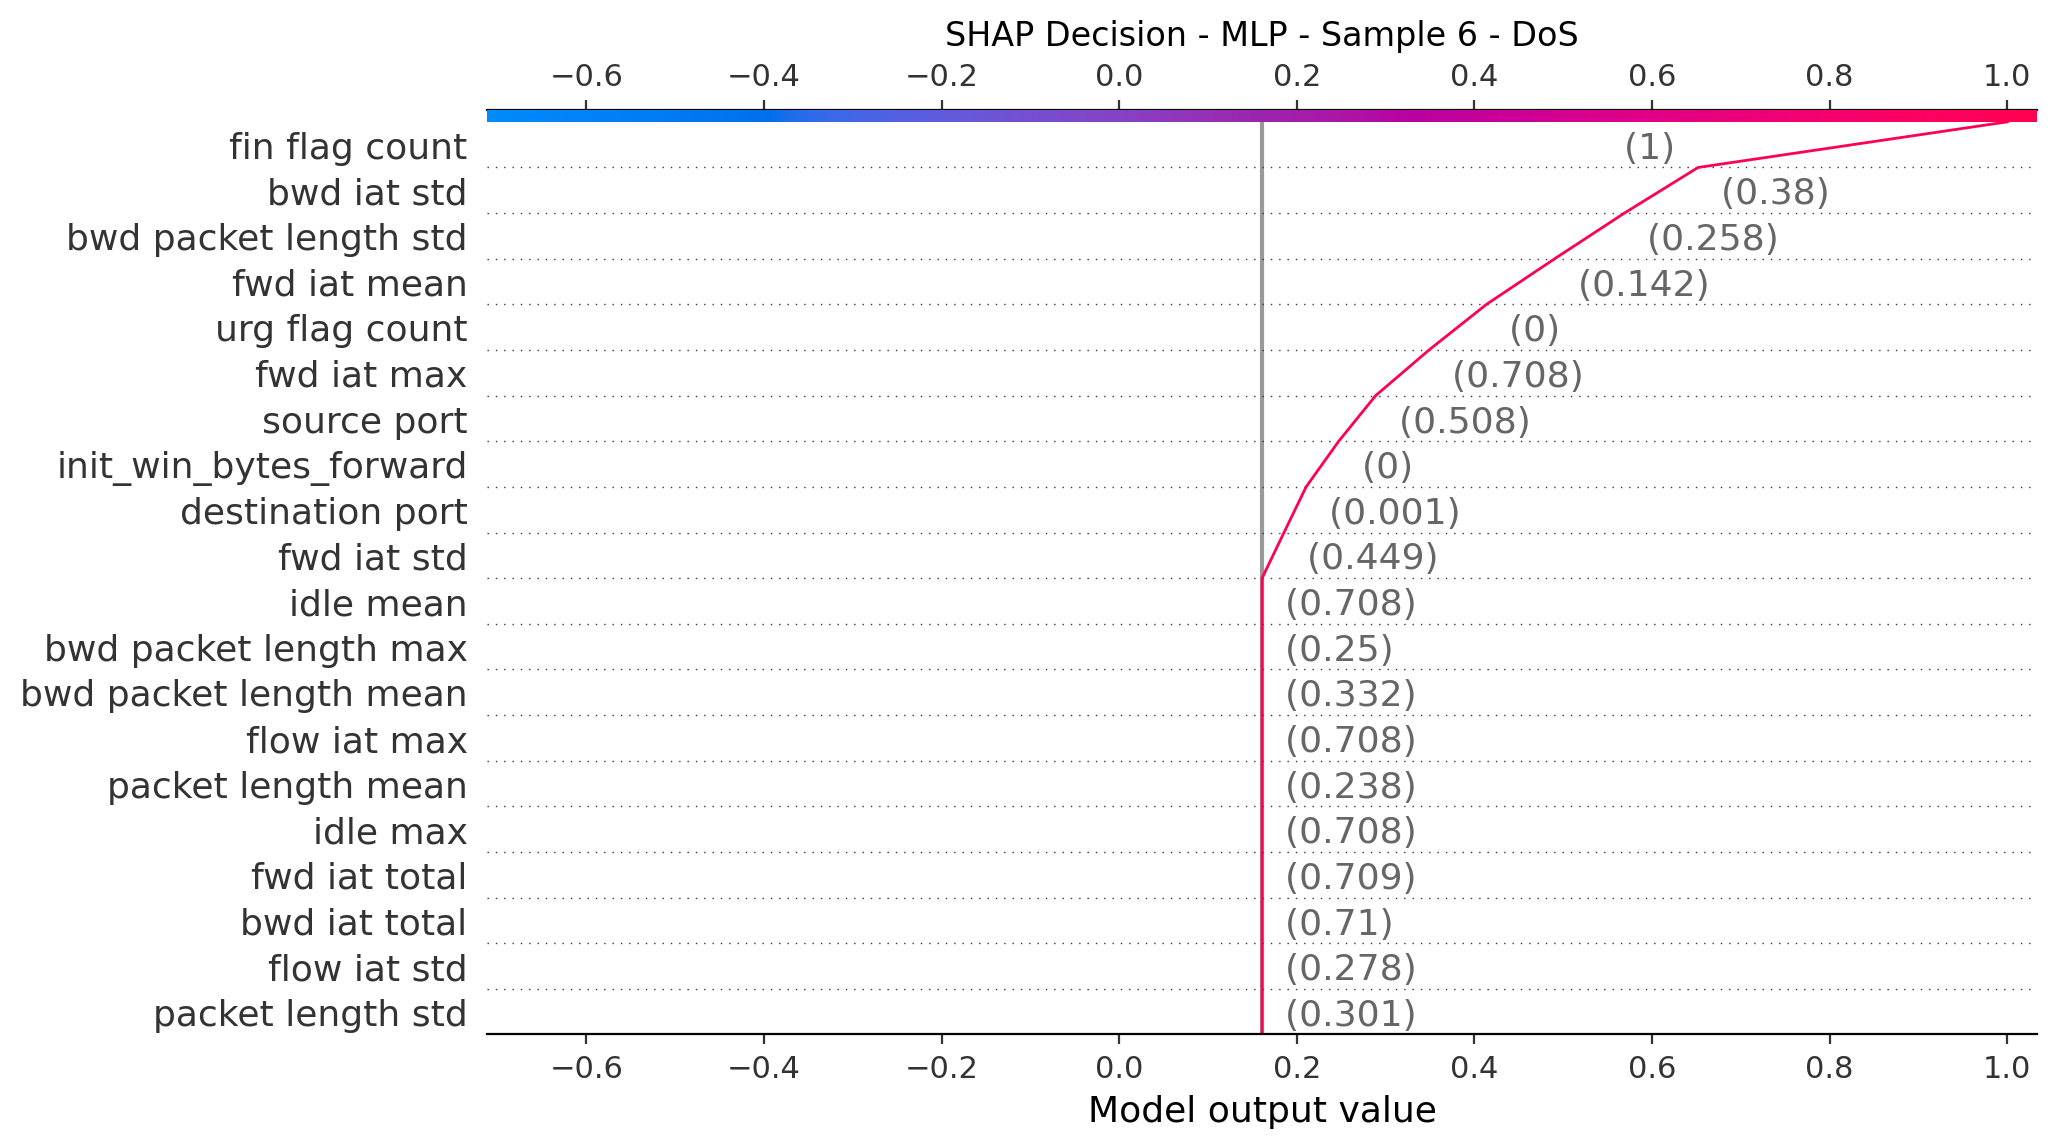 SHAP Decision - MLP - Sample 6 - DoS
−0.6 −0.4 −0.2 0.0 0.2 0.4 0.6 0.8 1.0
fin flag count (1)
bwd iat std (0.38)
bwd packet length std (0.258)
fwd iat mean (0.142)
urg flag count (0)
fwd iat max (0.708)
source port (0.508)
init_win_bytes_forward (0)
destination port (0.001)
fwd iat std (0.449)
idle mean (0.708)
bwd packet length max (0.25)
bwd packet length mean (0.332)
flow iat max (0.708)
packet length mean (0.238)
idle max (0.708)
fwd iat total (0.709)
bwd iat total (0.71)
flow iat std (0.278)
packet length std (0.301)
−0.6 −0.4 −0.2 0.0 0.2 0.4 0.6 0.8 1.0
Model output value